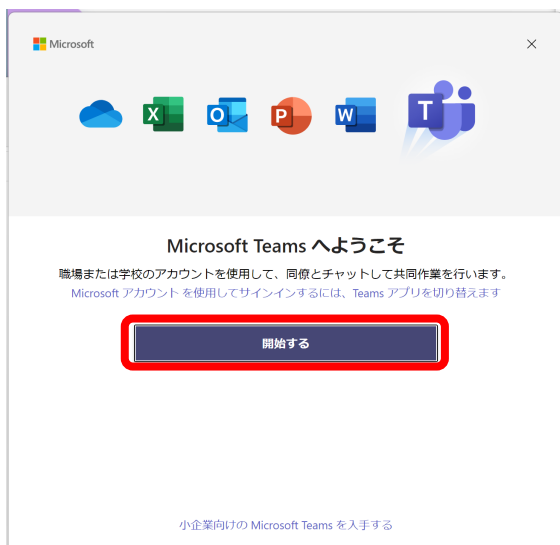 Microsoft
Microsoft Teams へようこそ
職場または学校のアカウントを使用して、同僚とチャットして共同作業を行います。
Microsoft アカウント を使用してサインインするには、Teams アプリを切り替えます
開始する
小企業向けの Microsoft Teams を入手する